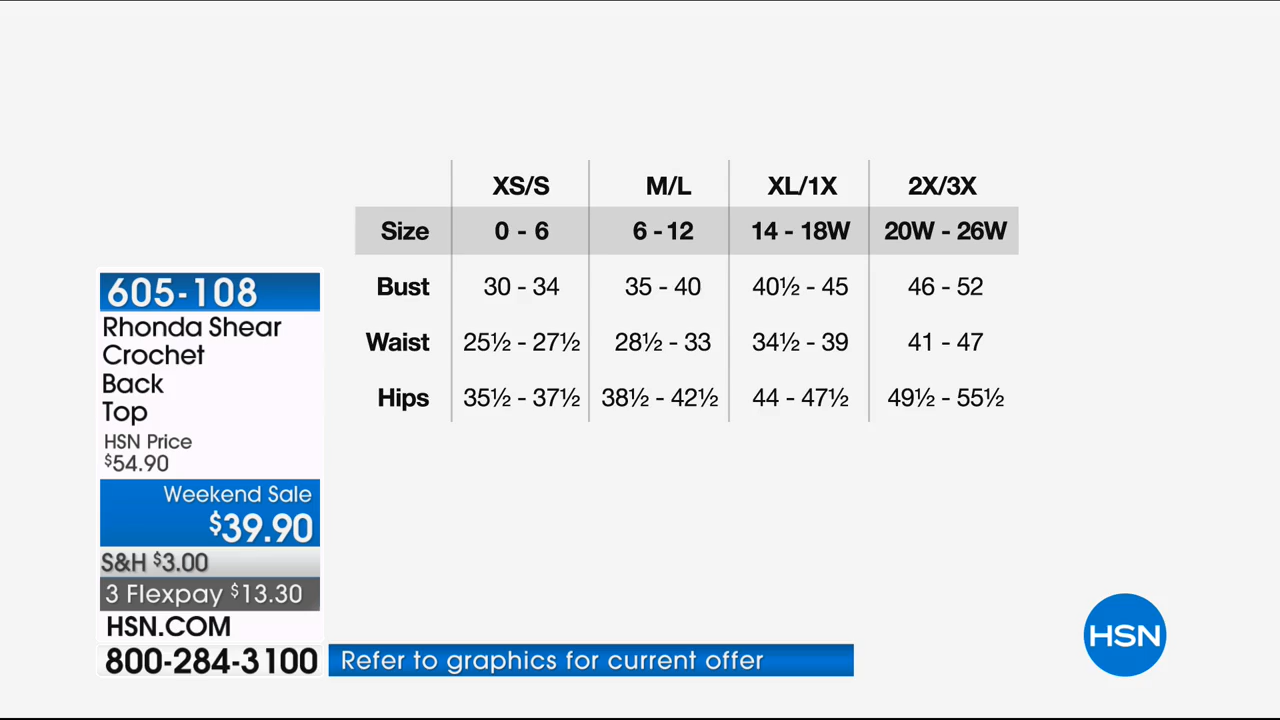 XS/S M/L XL/1X 2X/3X
Size 0 - 6 6 - 12 14 - 18W 20W - 26W
Bust 30 - 34 35 - 40 40½ - 45 46 - 52
Waist 25½ - 27½ 28½ - 33 34½ - 39 41 - 47
Hips 35½ - 37½ 38½ - 42½ 44 - 47½ 49½ - 55½
605-108
Rhonda Shear
Crochet
Back
Top
HSN Price
$54.90
Weekend Sale
$39.90
S&H $3.00
3 Flexpay $13.30
HSN.COM
800-284-3100
Refer to graphics for current offer
HSN